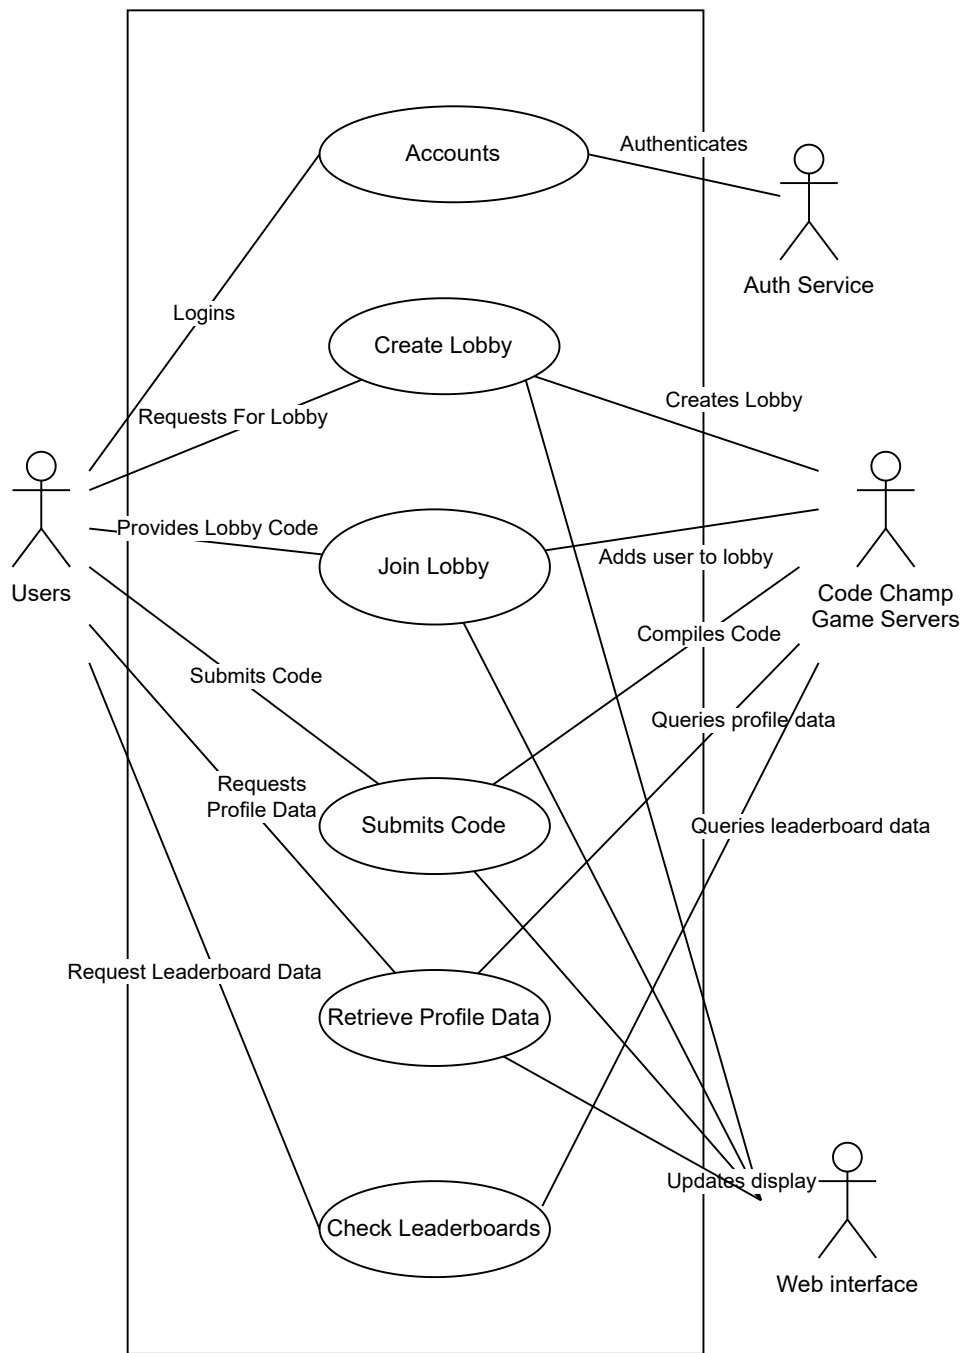 Accounts
Authenticates
Auth Service
Logins
Create Lobby
Creates Lobby
Requests For Lobby
Provides Lobby Code
Join Lobby
Adds user to lobby
Users
Code Champ
Game Servers
Compiles Code
Submits Code
Queries profile data
Requests
Profile Data
Submits Code
Queries leaderboard data
Request Leaderboard Data
Retrieve Profile Data
Updates display
Check Leaderboards
Web interface